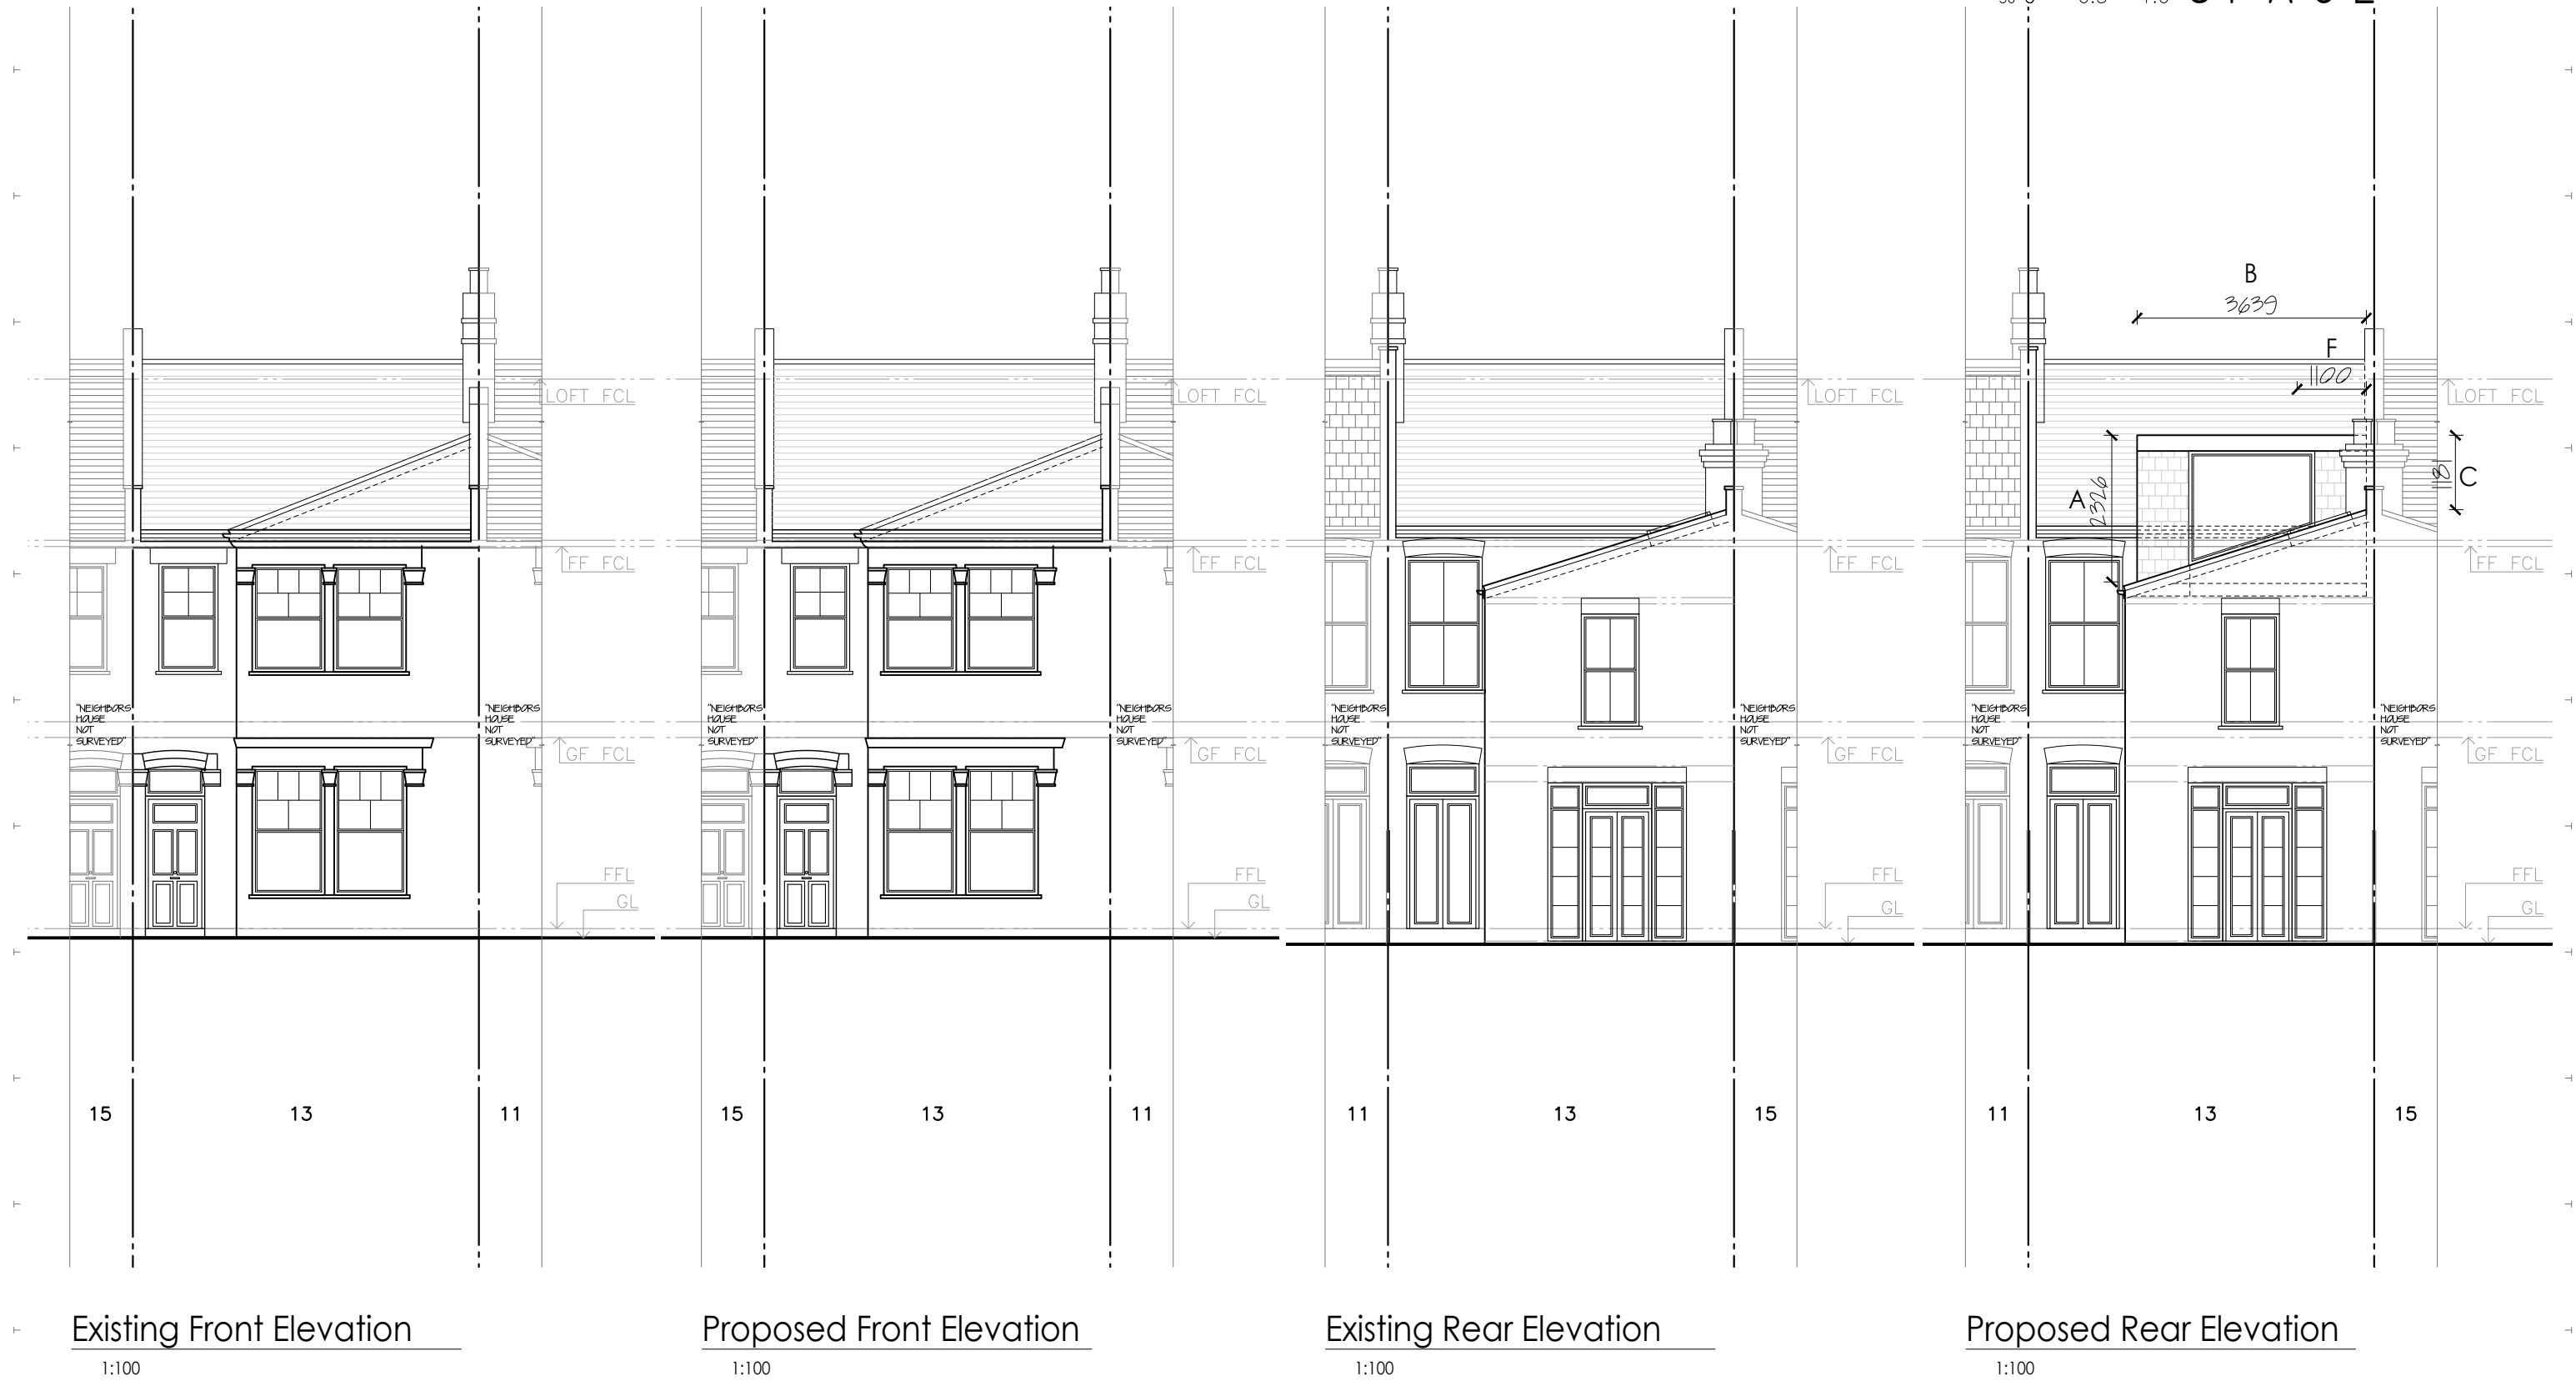 B
3639
F
1100
LOFT FCL
LOFT FCL
LOFT FCL
LOFT FCL
A
2326
1181
C
FF FCL
FF FCL
FF FCL
FF FCL
"NEIGHBORS
HOUSE
NOT
SURVEYED"
"NEIGHBORS
HOUSE
NOT
SURVEYED"
"NEIGHBORS
HOUSE
NOT
SURVEYED"
"NEIGHBORS
HOUSE
NOT
SURVEYED"
"NEIGHBORS
HOUSE
NOT
SURVEYED"
"NEIGHBORS
HOUSE
NOT
SURVEYED"
"NEIGHBORS
HOUSE
NOT
SURVEYED"
"NEIGHBORS
HOUSE
NOT
SURVEYED"
GF FCL
GF FCL
GF FCL
GF FCL
FFL
FFL
FFL
FFL
GL
GL
GL
GL
15 13 11
15 13 11
11 13 15
11 13 15
Existing Front Elevation
1:100
Proposed Front Elevation
1:100
Existing Rear Elevation
1:100
Proposed Rear Elevation
1:100